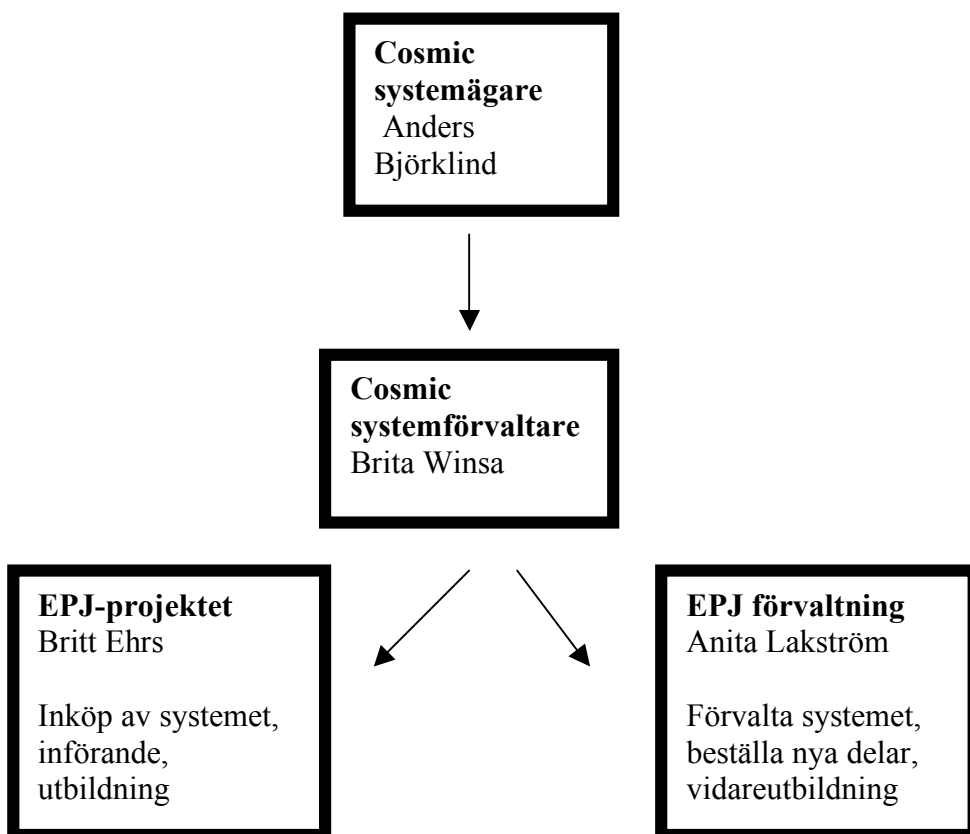 Cosmic
systemägare
Anders
Björklind
Cosmic
systemförvaltare
Brita Winsa
EPJ-projektet
Britt Ehrs
Inköp av systemet,
införande,
utbildning
EPJ förvaltning
Anita Lakström
Förvalta systemet,
beställa nya delar,
vidareutbildning